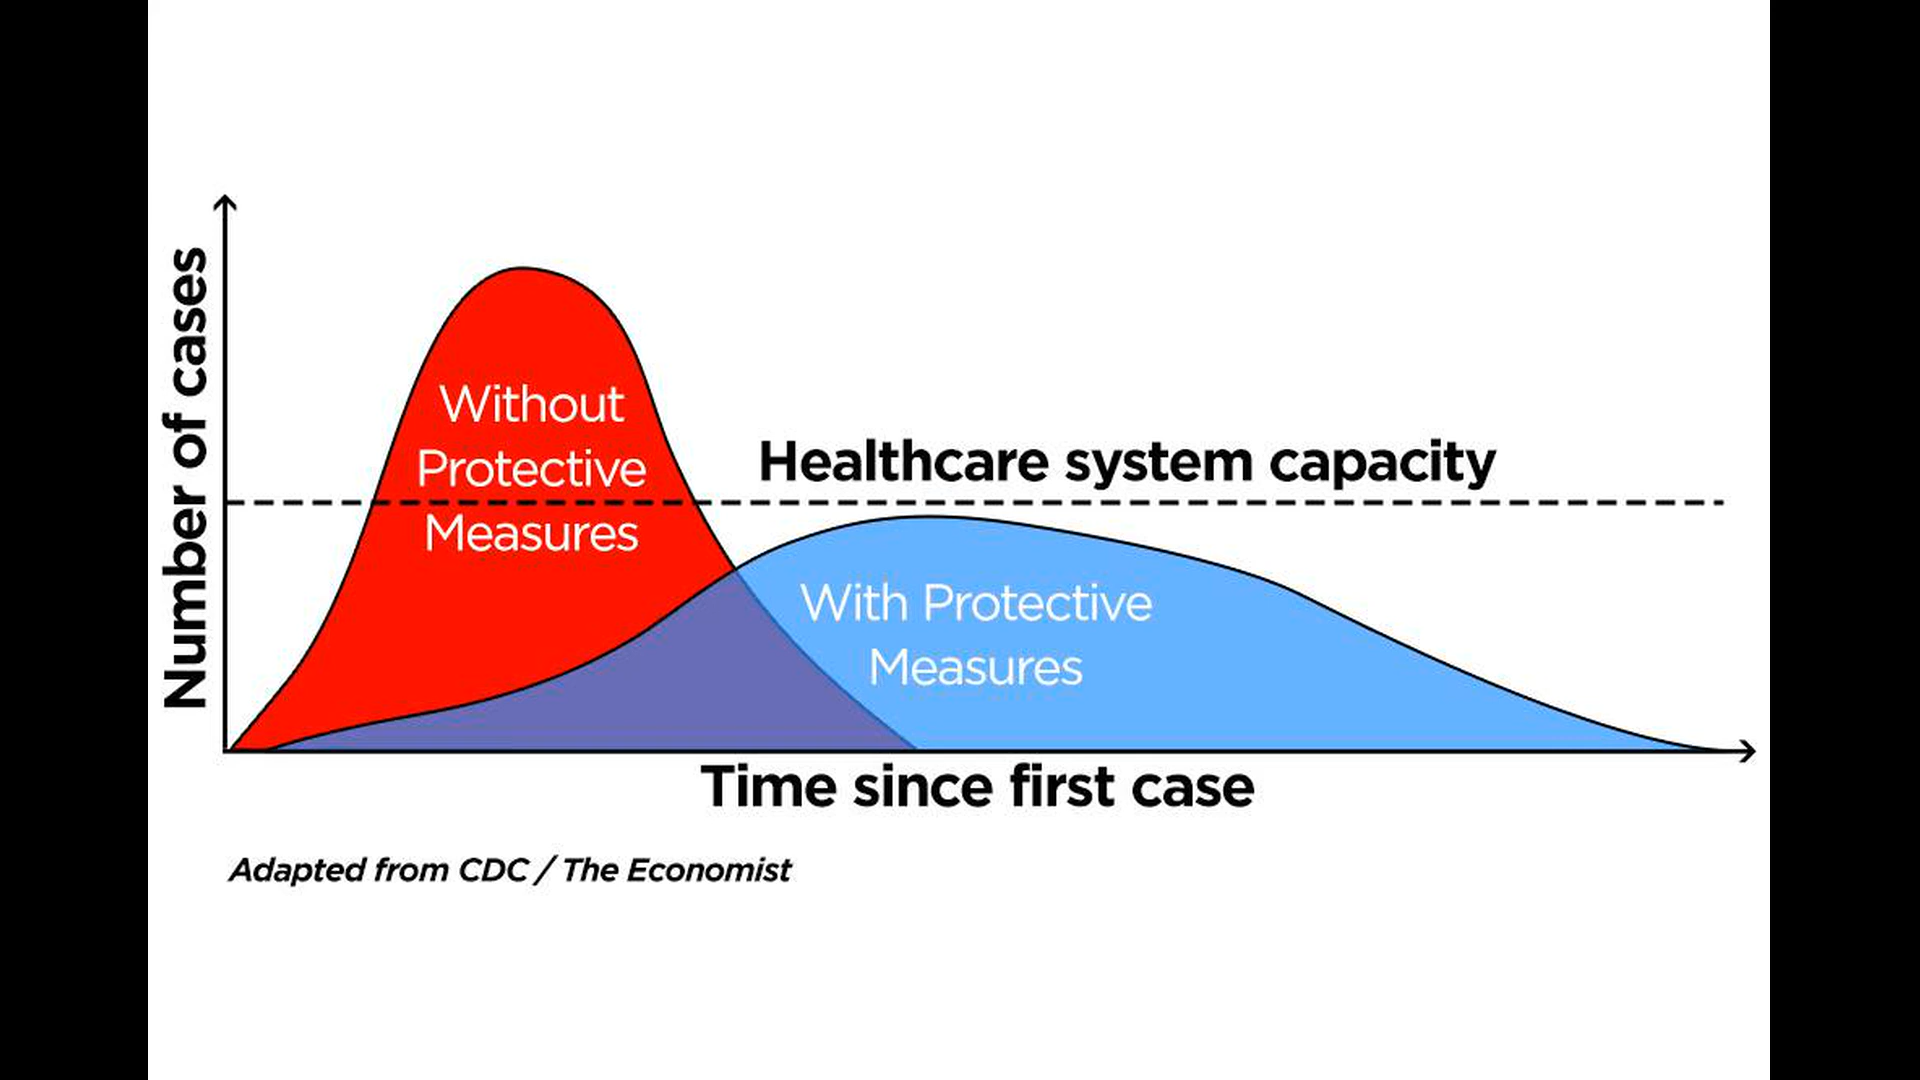 Number of cases
Without
Protective
Measures
Healthcare system capacity
With Protective
Measures
Time since first case
Adapted from CDC / The Economist